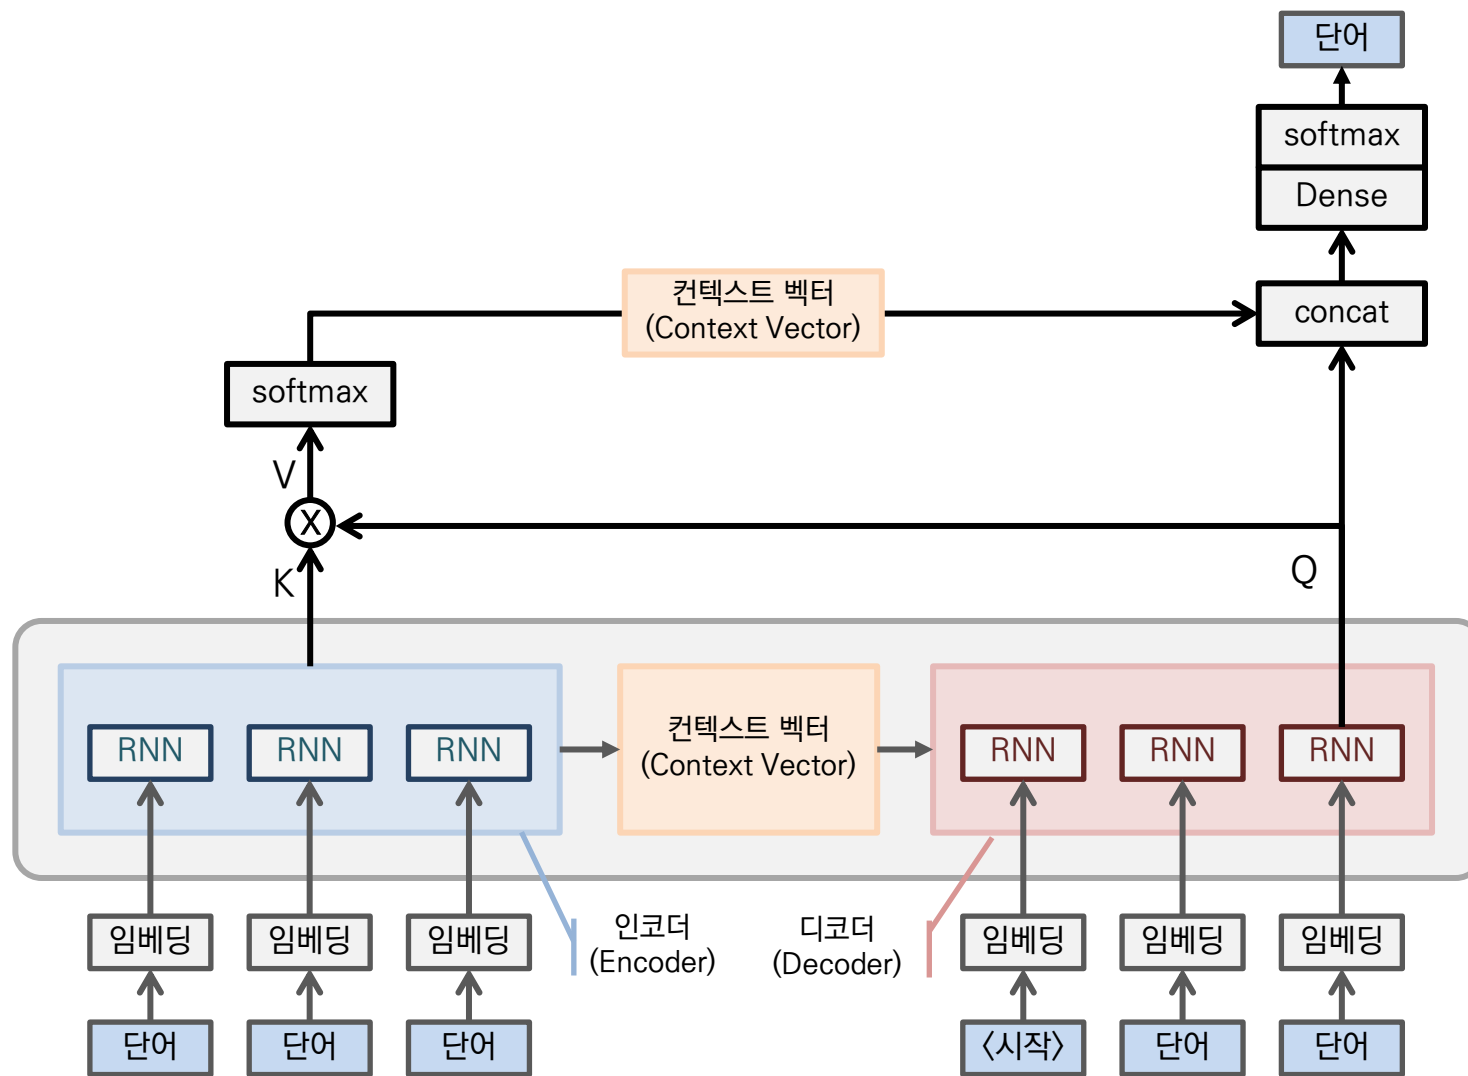 단어
softmax
Dense
컨텍스트 벡터
(Context Vector)
concat
softmax
V
X
K
Q
RNN
RNN
RNN
컨텍스트 벡터
(Context Vector)
RNN
RNN
RNN
임베딩
임베딩
임베딩
인코더
(Encoder)
디코더
(Decoder)
임베딩
임베딩
임베딩
단어
단어
단어
〈시작〉
단어
단어